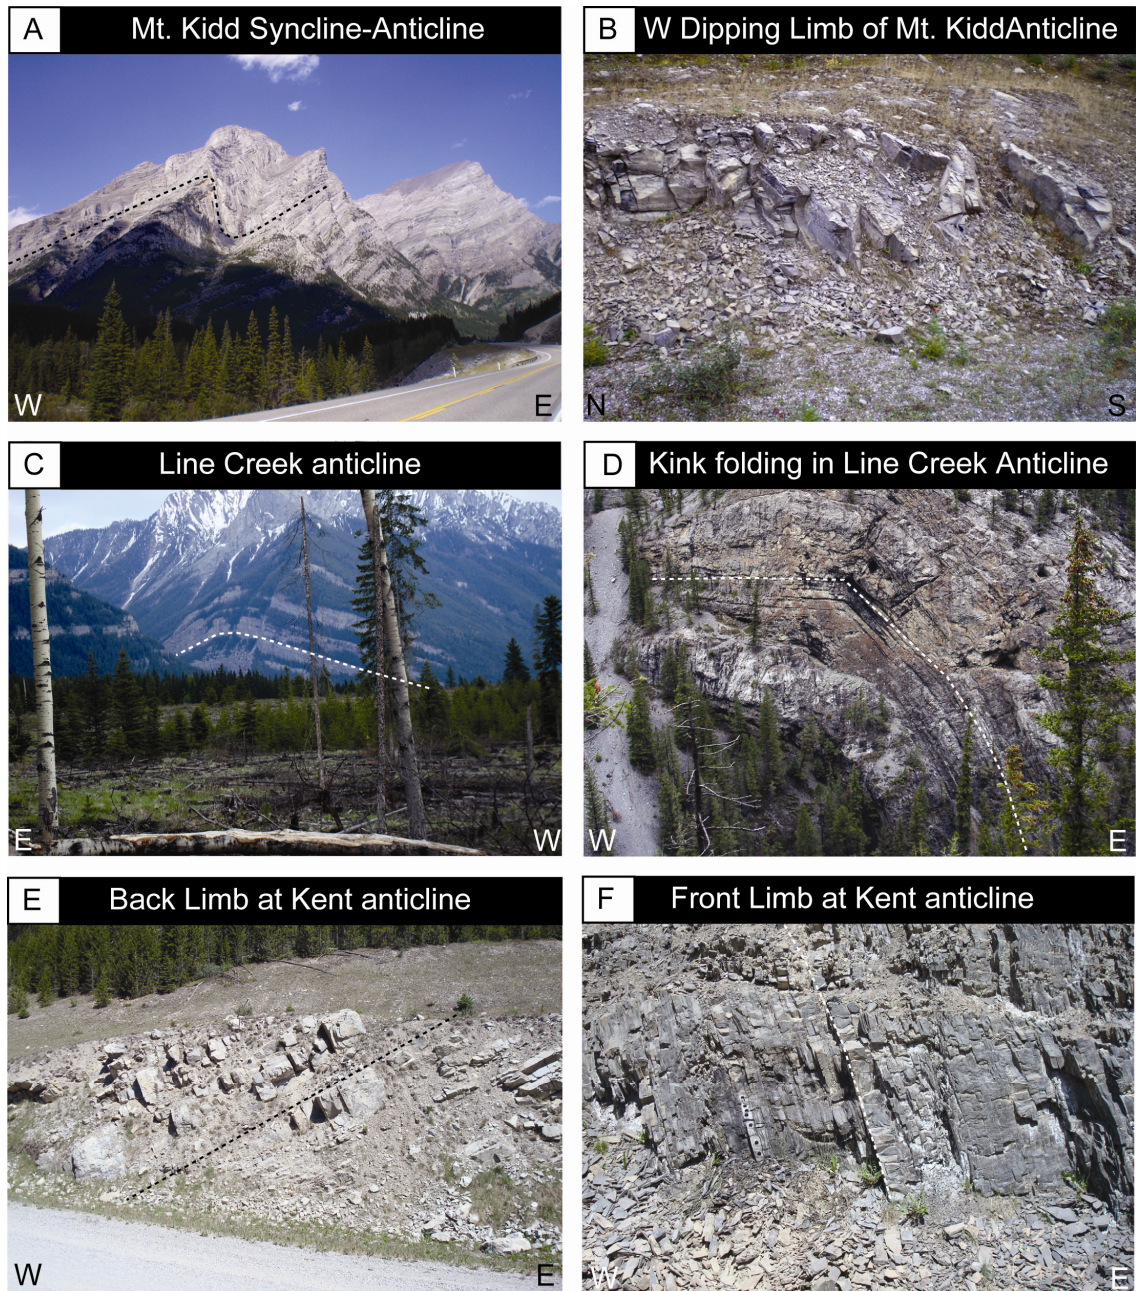 A Mt. Kidd Syncline-Anticline
B W Dipping Limb of Mt. KiddAnticline
W E
N S
C Line Creek anticline
D Kink folding in Line Creek Anticline
E W
W E
E Back Limb at Kent anticline
F Front Limb at Kent anticline
W E
W E